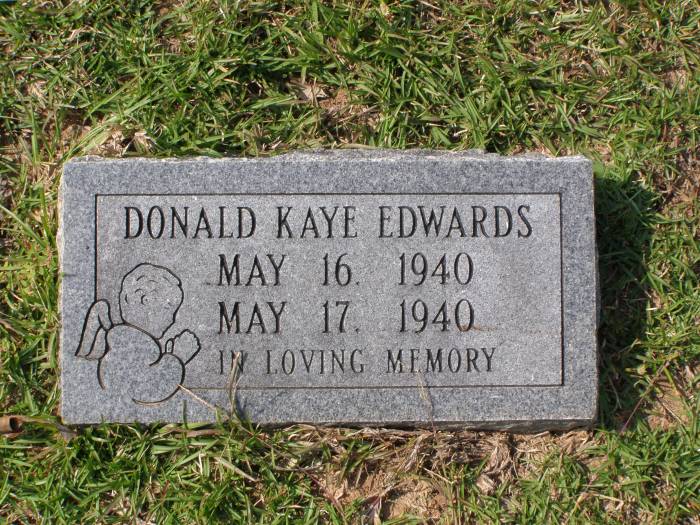 DONALD KAYE EDWARDS
MAY 16. 1940
MAY 17. 1940
IN LOVING MEMORY